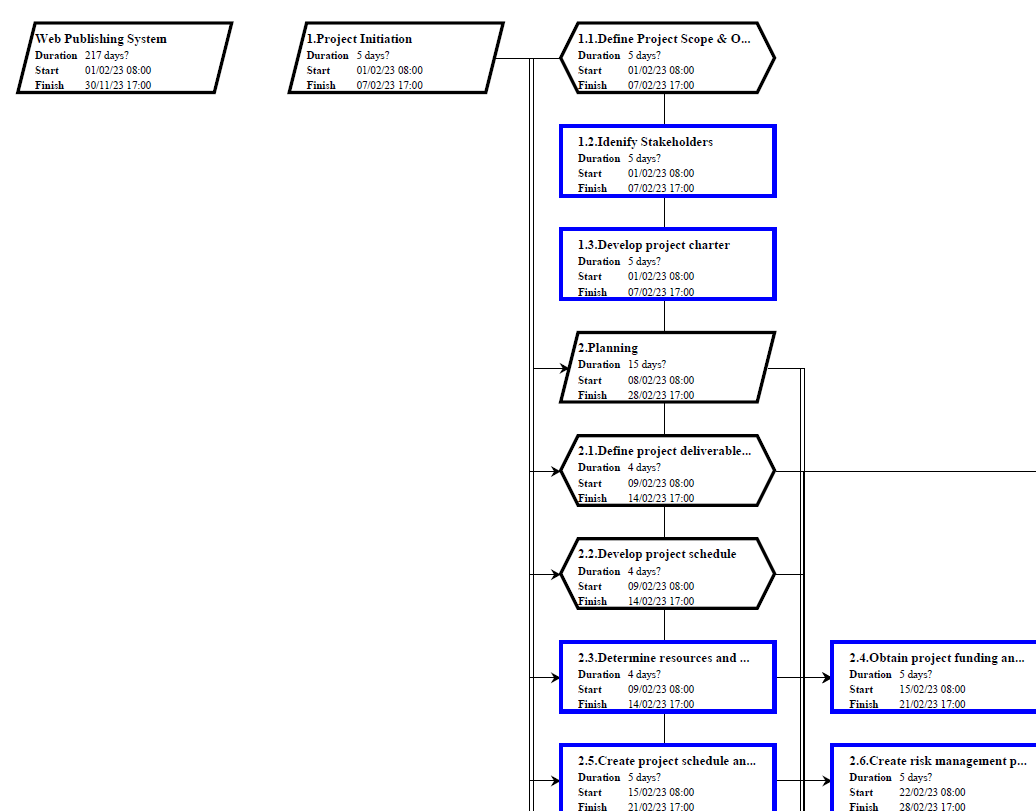 Web Publishing System
Duration 217 days?
Start 01/02/23 08:00
Finish 30/11/23 17:00
1.Project Initiation
Duration 5 days?
Start 01/02/23 08:00
Finish 07/02/23 17:00
1.1.Define Project Scope & O...
Duration 5 days?
Start 01/02/23 08:00
Finish 07/02/23 17:00
1.2.Idenify Stakeholders
Duration 5 days?
Start 01/02/23 08:00
Finish 07/02/23 17:00
1.3.Develop project charter
Duration 5 days?
Start 01/02/23 08:00
Finish 07/02/23 17:00
2.Planning
Duration 15 days?
Start 08/02/23 08:00
Finish 28/02/23 17:00
2.1.Define project deliverable...
Duration 4 days?
Start 09/02/23 08:00
Finish 14/02/23 17:00
2.2.Develop project schedule
Duration 4 days?
Start 09/02/23 08:00
Finish 14/02/23 17:00
2.3.Determine resources and ...
Duration 4 days?
Start 09/02/23 08:00
Finish 14/02/23 17:00
2.4.Obtain project funding an...
Duration 5 days?
Start 15/02/23 08:00
Finish 21/02/23 17:00
2.5.Create project schedule an...
Duration 5 days?
Start 15/02/23 08:00
Finish 21/02/23 17:00
2.6.Create risk management p...
Duration 5 days?
Start 22/02/23 08:00
Finish 28/02/23 17:00